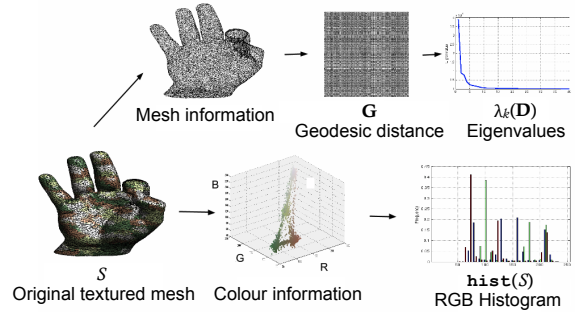 Mesh information
G
Geodesic distance
λk(D)
Eigenvalues
B
G
R
S
Original textured mesh
Colour information
hist(S)
RGB Histogram